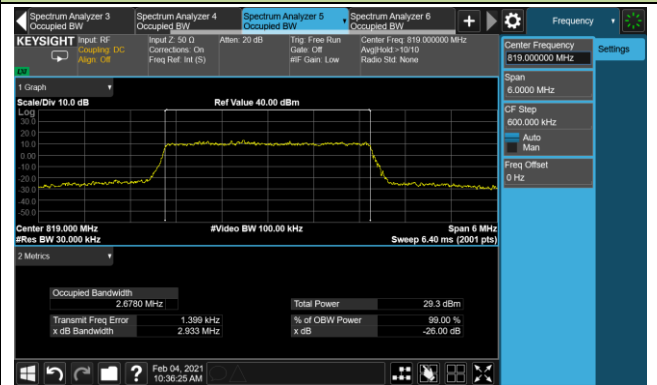 Spectrum Analyzer 3
Occupied BW
Spectrum Analyzer 4
Occupied BW
Spectrum Analyzer 5
Occupied BW
Spectrum Analyzer 6
Occupied BW
+
Frequency
KEYSIGHT
Input: RF
Coupling: DC
Align: Off
Input Z: 50 Ω
Corrections: On
Freq Ref: Int (S)
Atten: 20 dB
Trig: Free Run
Gate: Off
#IF Gain: Low
Center Freq: 819.000000 MHz
Avg|Hold:>10/10
Radio Std: None
Center Frequency
819.000000 MHz
Settings
Span
6.0000 MHz
CF Step
600.000 kHz
Auto
Man
Freq Offset
0 Hz
1 Graph
Scale/Div 10.0 dB
Ref Value 40.00 dBm
Log
30.0
20.0
10.0
0.00
-10.0
-20.0
-30.0
-40.0
-50.0
Center 819.000 MHz
#Video BW 100.00 kHz
Span 6 MHz
#Res BW 30.000 kHz
Sweep 6.40 ms (2001 pts)
2 Metrics
Occupied Bandwidth
2.6780 MHz
Total Power
29.3 dBm
Transmit Freq Error
1.399 kHz
% of OBW Power
99.00 %
x dB Bandwidth
2.933 MHz
x dB
-26.00 dB
?
Feb 04, 2021
10:36:25 AM